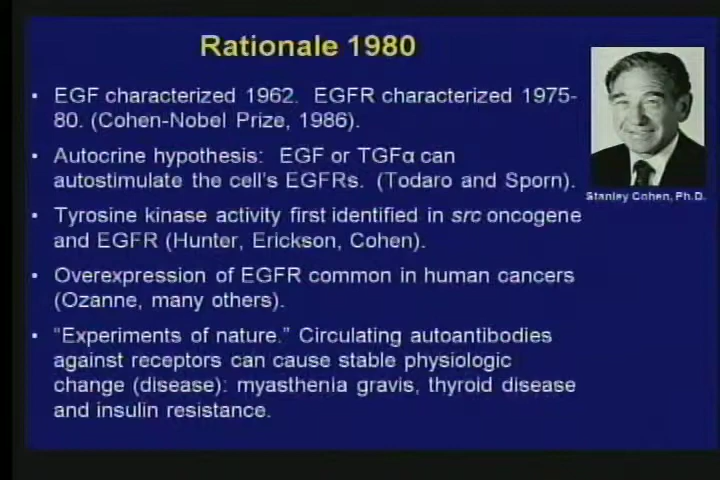 Rationale 1980
• EGF characterized 1962. EGFR characterized 1975-
80. (Cohen-Nobel Prize, 1986).
• Autocrine hypothesis: EGF or TGFα can
autostimulate the cell's EGFRs. (Todaro and Sporn).
• Tyrosine kinase activity first identified in src oncogene
and EGFR (Hunter, Erickson, Cohen).
• Overexpression of EGFR common in human cancers
(Ozanne, many others).
• "Experiments of nature." Circulating autoantibodies
against receptors can cause stable physiologic
change (disease): myasthenia gravis, thyroid disease
and insulin resistance.
Stanley Cohen, Ph.D.